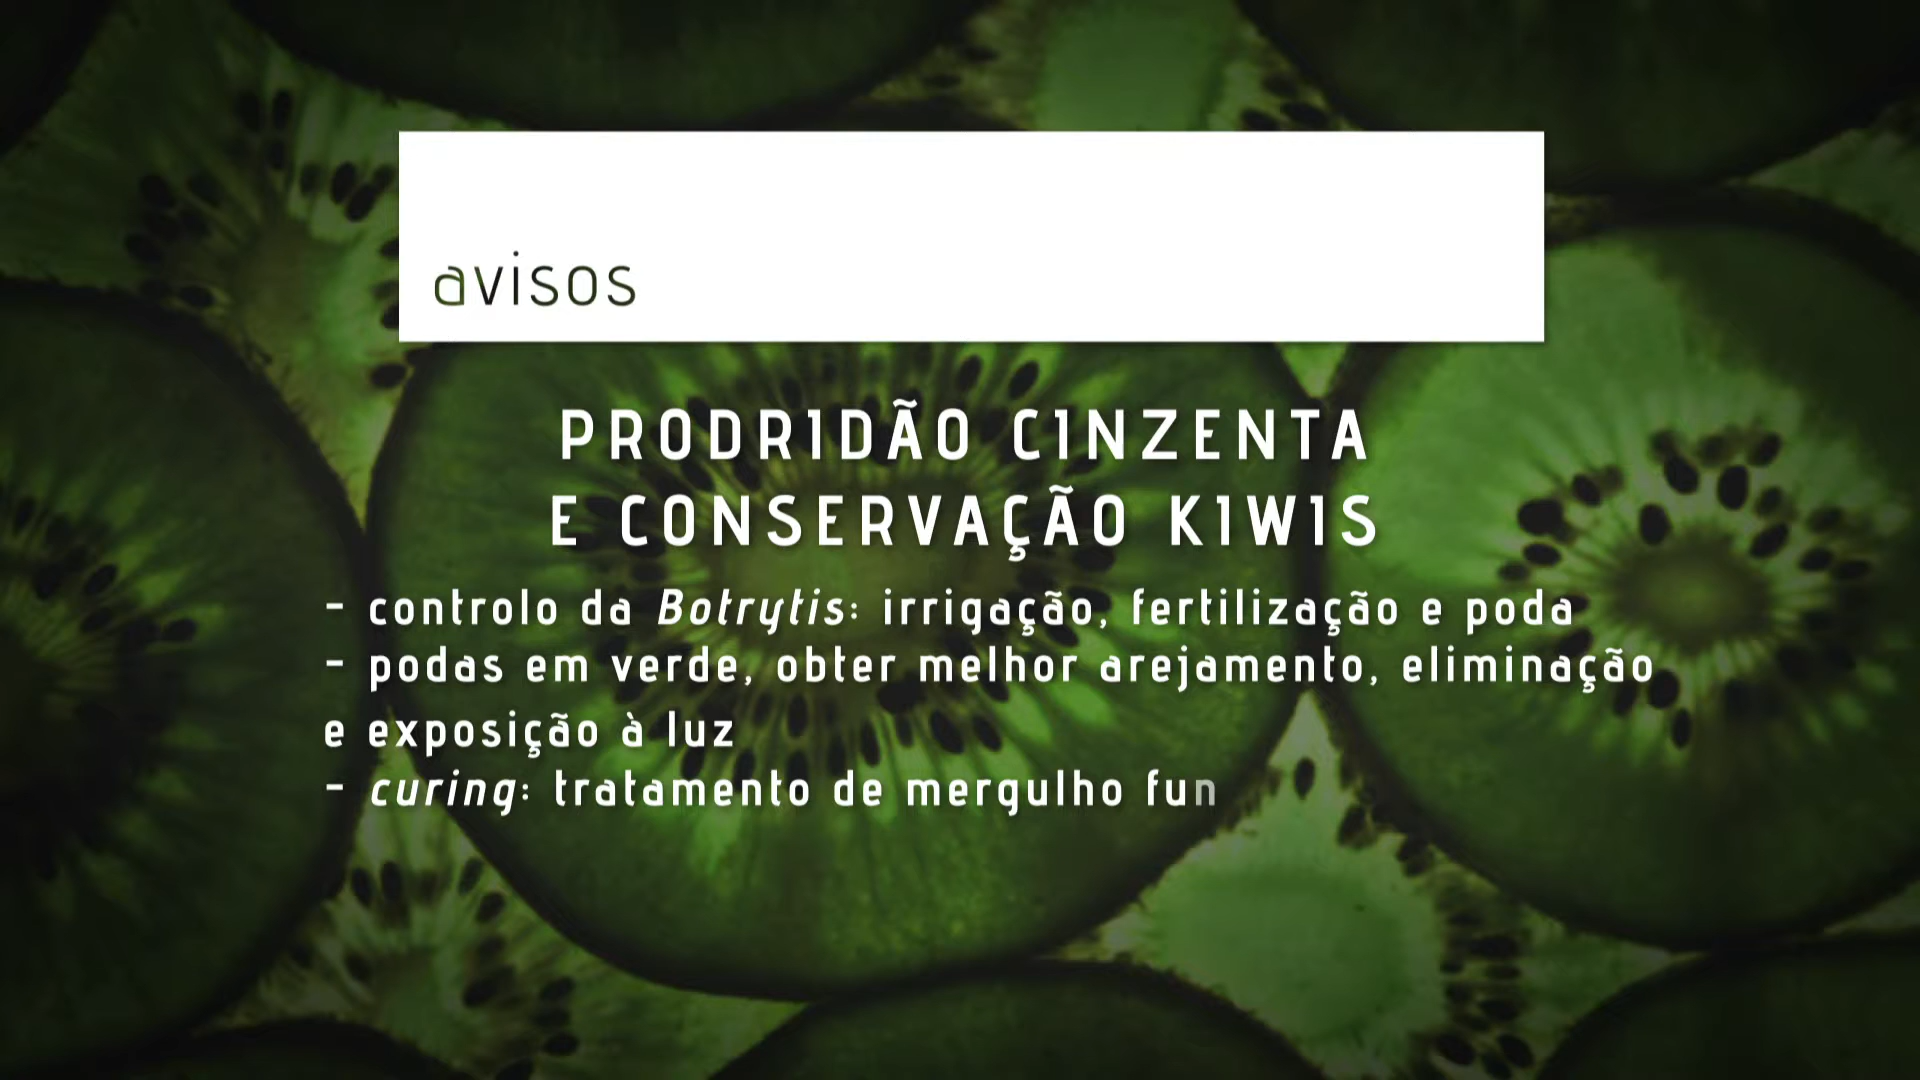 avisos
PRODRIDÃO CINZENTA
E CONSERVAÇÃO KIWIS
- controlo da Botrytis: irrigação, fertilização e poda
- podas em verde, obter melhor arejamento, eliminação
e exposição à luz
- curing: tratamento de mergulho fun